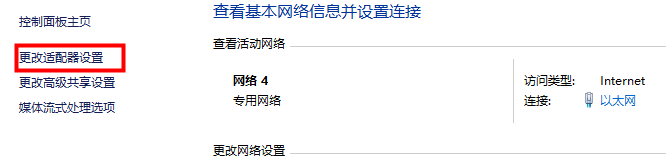 控制面板主页
更改适配器设置
更改高级共享设置
媒体流式处理选项
查看基本网络信息并设置连接
查看活动网络
网络 4
专用网络
访问类型: Internet
连接: 以太网
更改网络设置